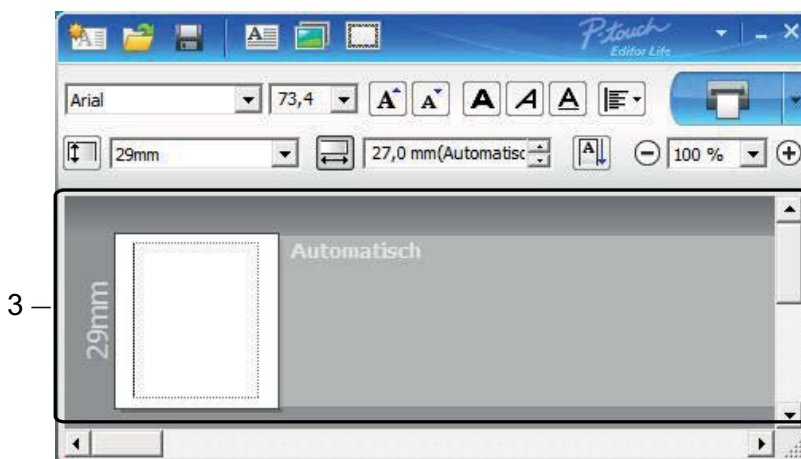 P-touch
Editor Lite
Arial
73,4
A A A A A
29mm
27,0 mm(Automatisc
A
100 %
Automatisch
29mm
3